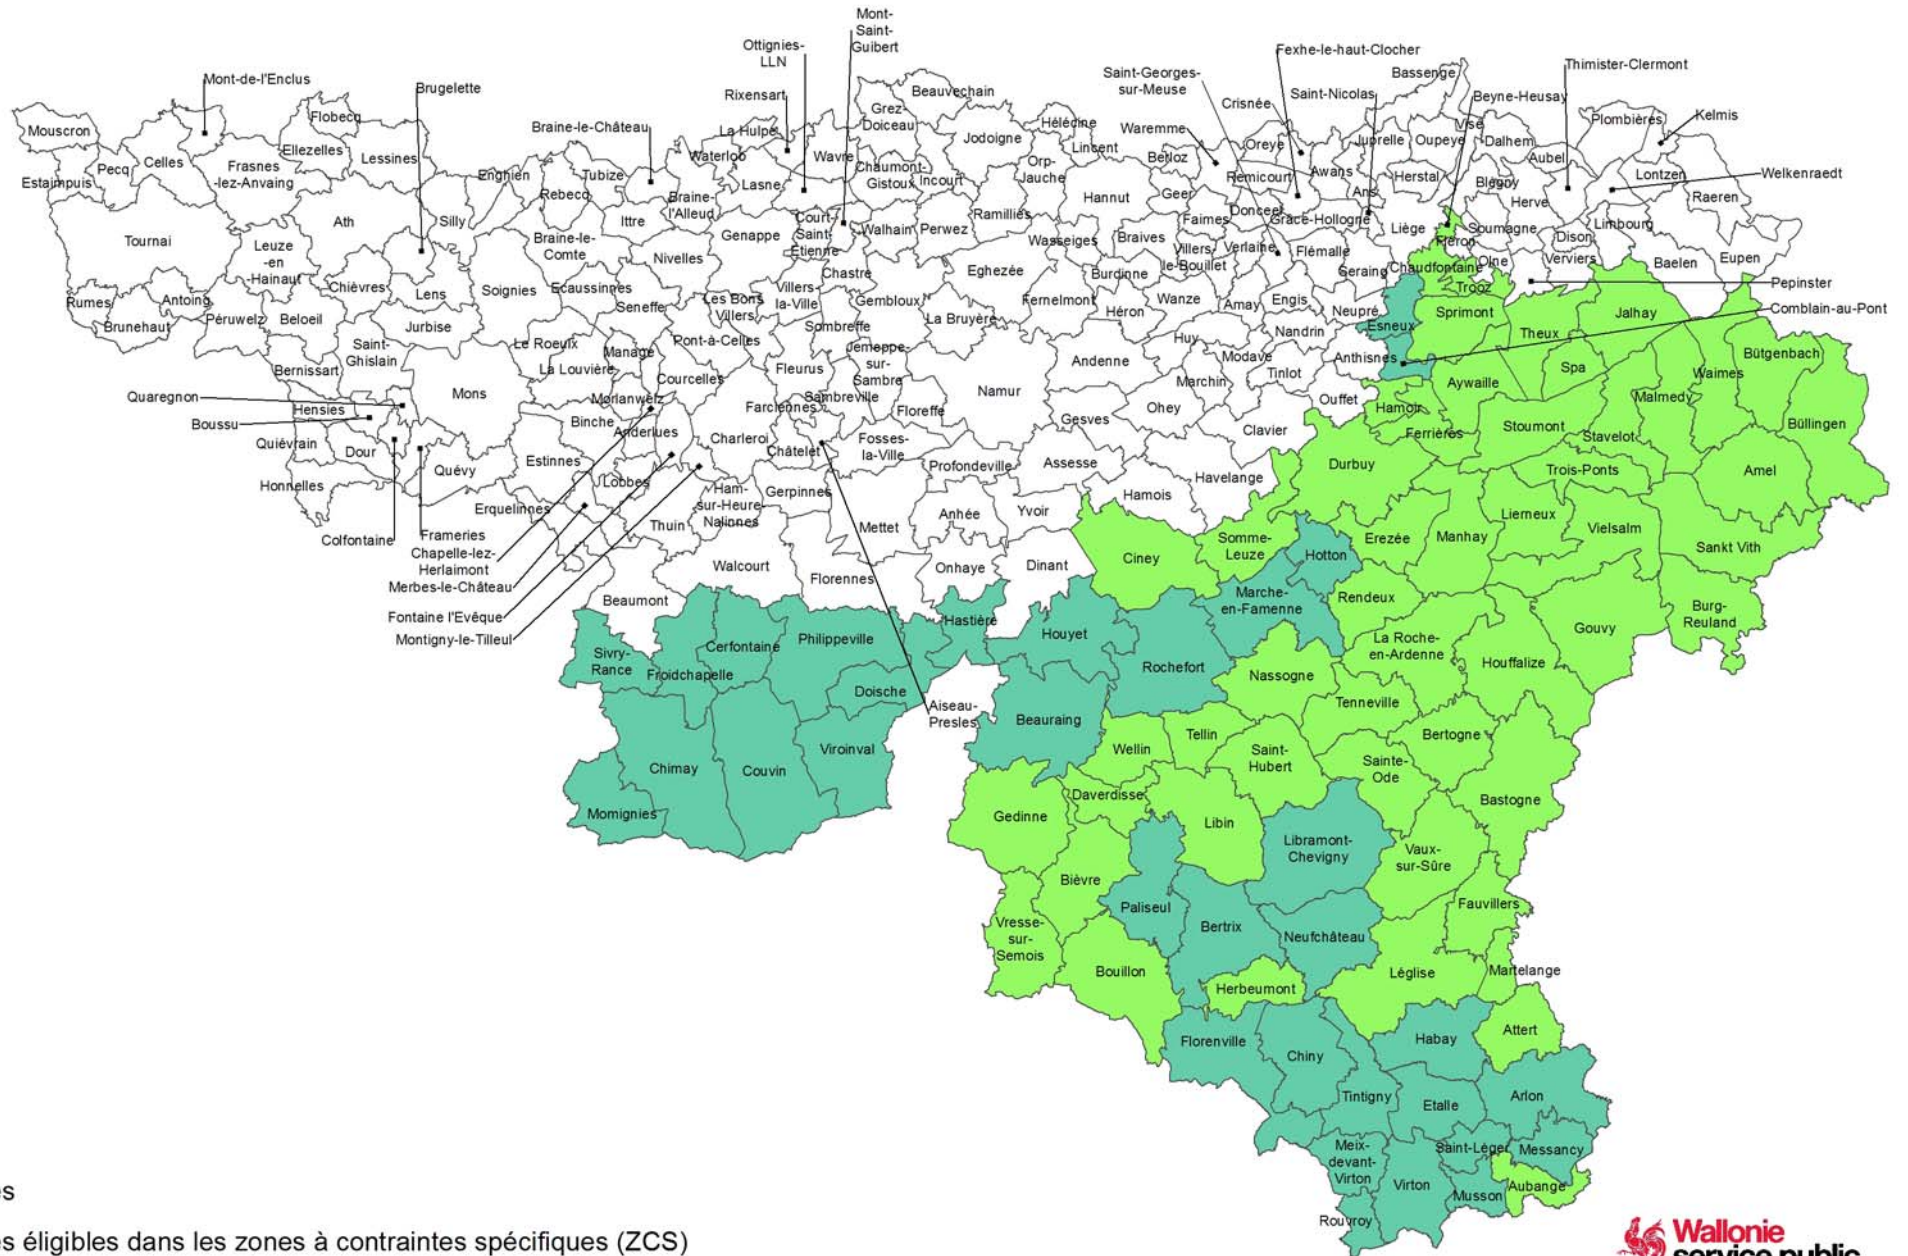 Mont-
Saint-
Guibert
Ottignies-
LLN
Fexhe-le-haut-Clocher
Mont-de-l'Enclus
Brugelette
Rixensart
Beauvechain
Saint-Georges-
sur-Meuse
Bassenge
Thimister-Clermont
Crisnée
Saint-Nicolas
Beyne-Heusay
Mouscron
Flobecq
Braine-le-Château
La Hulpe
Grez-
Doiceau
Hélécine
Waremme
Visé
Plombières
Kelmis
Pecq
Celles
Ellezelles
Lessines
Frasnes
-lez-Anvaing
Waterloo
Wavre
Jodoigne
Lincent
Berloz
Oreye
Juprelle
Oupeye
Dalhem
Aubel
Estaimpuis
Enghien
Tubize
Rebecq
Lasne
Chaumont-
Gistoux
Incourt
Orp-
Jauche
Remicourt
Awans
Herstal
Blégny
Lontzen
Welkenraedt
Ath
Silly
Ittre
Braine-
l'Alleud
Ramillies
Hannut
Geer
Ans
Hervé
Raeren
Tournai
Leuze
-en
-Hainaut
Braine-le-
Comte
Genappe
Court-
Saint-
Etienne
Walhain
Perwez
Wasseiges
Braives
Faimes
Donceel
Grâce-Hollogne
Liège
Fléron
Soumagne
Limbourg
Dison
Nivelles
Villers-
le-Bouillet
Verlaine
Flémalle
Seraing
Chaudfontaine
Olne
Verviers
Baelen
Eupen
Chièvres
Lens
Soignies
Ecaussinnes
Chastre
Eghezée
Burdinne
Trooz
Pepinster
Rumes
Antoing
Brunehaut
Péruwelz
Beloeil
Jurbise
Seneffe
Les Bons
Villers
Villers-
la-Ville
Gembloux
Sombreffe
La Bruyère
Fernelmont
Héron
Wanze
Amay
Engis
Neupré
Esneux
Sprimont
Theux
Jalhay
Comblain-au-Pont
Saint-
Ghislain
Le Roeulx
Manage
Pont-à-Celles
Jemeppe-
sur-
Sambre
Huy
Nandrin
Bernissart
La Louvière
Courcelles
Fleurus
Andenne
Modave
Tinlot
Anthisnes
Spa
Waimes
Bütgenbach
Quaregnon
Hensies
Mons
Morlanwelz
Farciennes
Sambreville
Namur
Marchin
Ouffet
Aywaille
Malmedy
Boussu
Quiévrain
Dour
Binche
Anderlues
Charleroi
Châtelet
Floreffe
Gesves
Ohey
Clavier
Hamoir
Ferrières
Stoumont
Stavelot
Büllingen
Honnelles
Quévy
Estinnes
Lobbes
Fosses-
la-Ville
Profondeville
Assesse
Havelange
Durbuy
Trois-Ponts
Amel
Erquelinnes
Ham-
sur-Heure-
Nalinnes
Gerpinnes
Hamois
Colfontaine
Frameries
Thuin
Mettet
Anhée
Yvoir
Somme-
Leuze
Erezée
Manhay
Lierneux
Vielsalm
Sankt Vith
Chapelle-lez-
Herlaimont
Merbes-le-Château
Walcourt
Florennes
Onhaye
Dinant
Ciney
Hotton
Fontaine l'Evêque
Montigny-le-Tilleul
Beaumont
Hastière
Houyet
Marche-
en-Famenne
Rendeux
Burg-
Reuland
Sivry-
Rance
Froidchapelle
Cerfontaine
Philippeville
Rochefort
La Roche-
en-Ardenne
Gouvy
Doische
Nassogne
Houffalize
Aiseau-
Presles
Beauraing
Tenneville
Chimay
Couvin
Viroinval
Wellin
Tellin
Saint-
Hubert
Sainte-
Ode
Bertogne
Momignies
Gedinne
Daverdisse
Libin
Bastogne
Libramont-
Chevigny
Vaux-
sur-Sûre
Bièvre
Paliseul
Bertrix
Neufchâteau
Fauvillers
Vresse-
sur-
Semois
Bouillon
Herbeumont
Léglise
Martelange
Florenville
Chiny
Habay
Attert
Tintigny
Etalle
Arlon
Meix-
devant-
Virton
Saint-Léger
Messancy
Virton
Musson
Aubange
Rouvroy
s
s éligibles dans les zones à contraintes spécifiques (ZCS)
Wallonie
service public